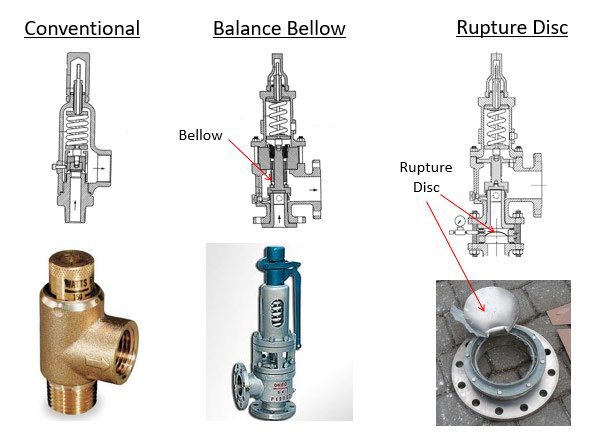 Conventional
Balance Bellow
Rupture Disc
Bellow
Rupture
Disc
WATTS